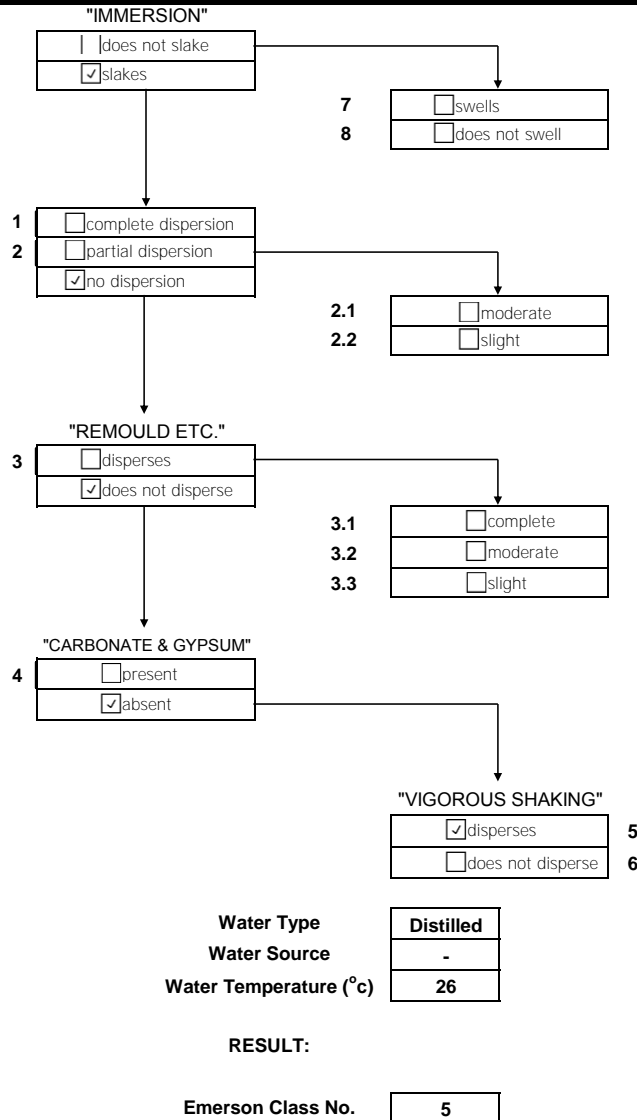 "IMMERSION"
does not slake
slakes
7 swells
8 does not swell
1 complete dispersion
2 partial dispersion
no dispersion
2.1 moderate
2.2 slight
"REMOULD ETC."
3 disperses
does not disperse
3.1 complete
3.2 moderate
3.3 slight
"CARBONATE & GYPSUM"
4 present
absent
"VIGOROUS SHAKING"
disperses 5
does not disperse 6
Water Type Distilled
Water Source -
Water Temperature (°c) 26
RESULT:
Emerson Class No. 5